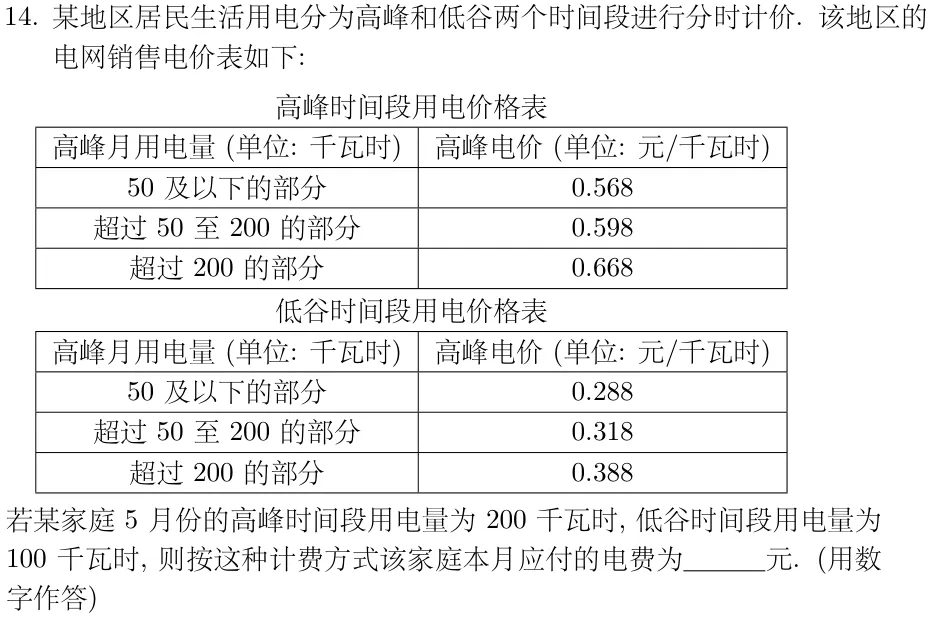 14. 某地区居民生活用电分为高峰和低谷两个时间段进行分时计价. 该地区的
电网销售电价表如下:
高峰时间段用电价格表
高峰月用电量 (单位: 千瓦时) 高峰电价 (单位: 元/千瓦时)
50 及以下的部分 0.568
超过 50 至 200 的部分 0.598
超过 200 的部分 0.668
低谷时间段用电价格表
高峰月用电量 (单位: 千瓦时) 高峰电价 (单位: 元/千瓦时)
50 及以下的部分 0.288
超过 50 至 200 的部分 0.318
超过 200 的部分 0.388
若某家庭 5 月份的高峰时间段用电量为 200 千瓦时, 低谷时间段用电量为
100 千瓦时, 则按这种计费方式该家庭本月应付的电费为______元. (用数
字作答)